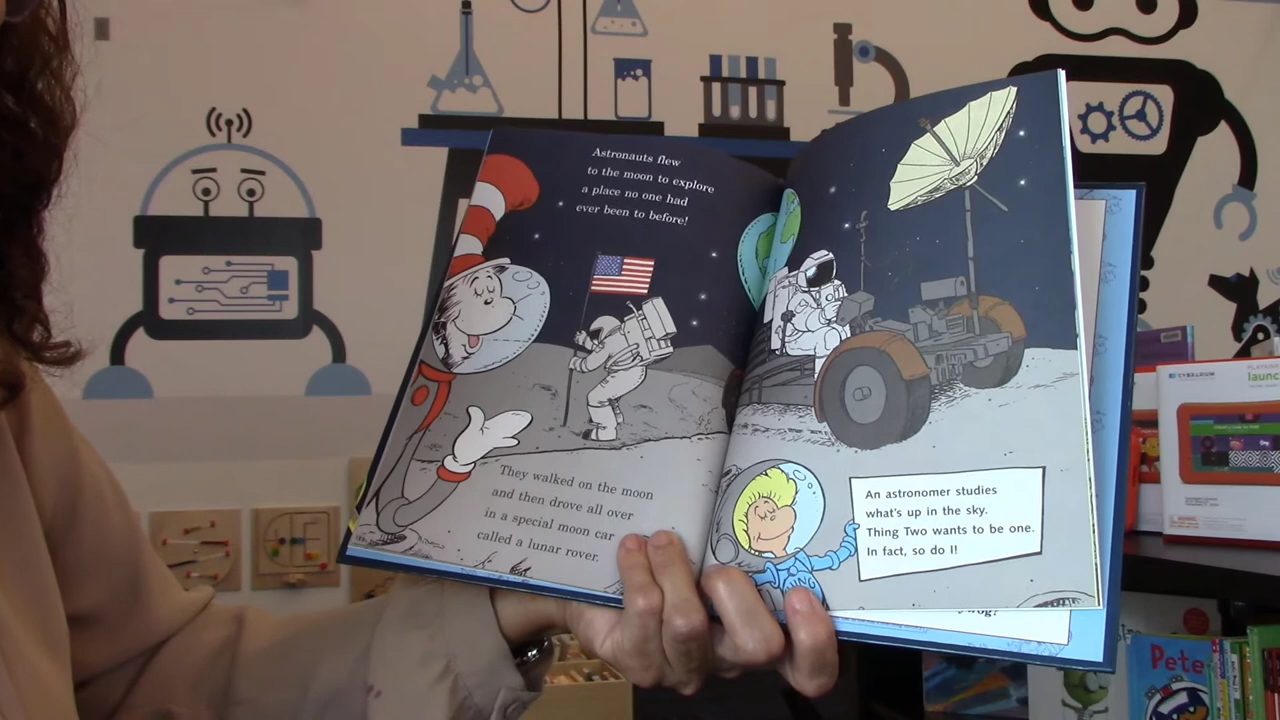 Astronauts flew
to the moon to explore
a place no one had
ever been to before!
They walked on the moon
and then drove all over
in a special moon car
called a lunar rover.
An astronomer studies
what's up in the sky.
Thing Two wants to be one.
In fact, so do I!
Pete